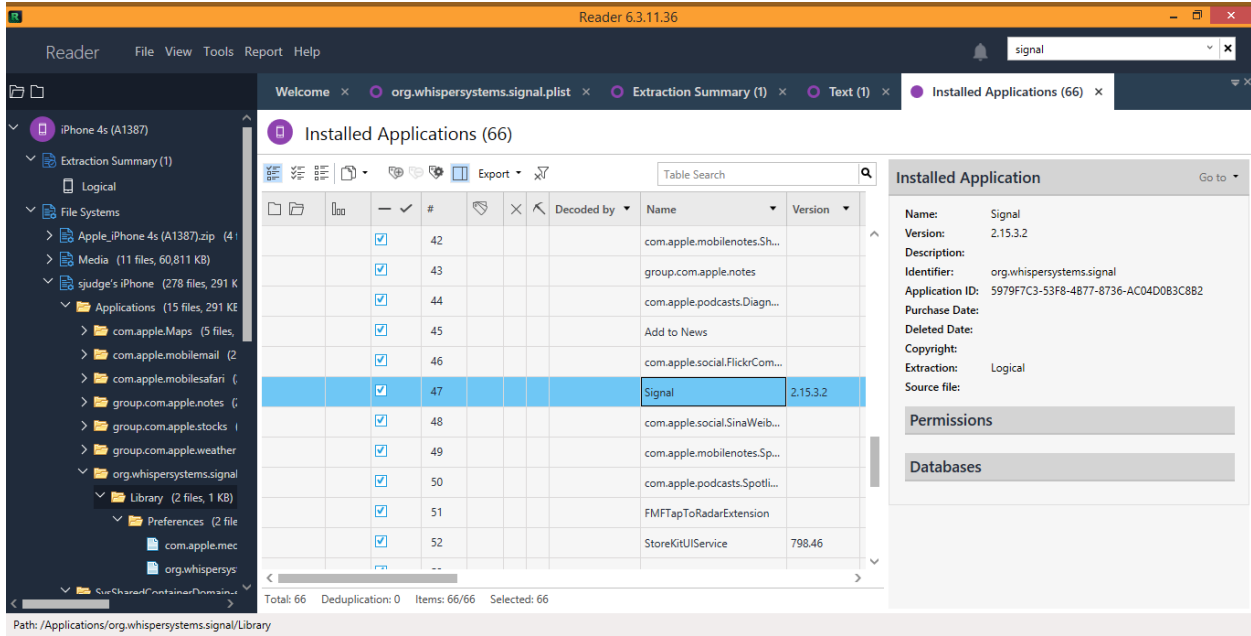 R Reader 6.3.11.36
Reader File View Tools Report Help signal
Welcome org.whispersystems.signal.plist Extraction Summary (1) Text (1) Installed Applications (66)
iPhone 4s (A1387)
Extraction Summary (1)
Logical
File Systems
Apple_iPhone 4s (A1387).zip (4
Media (11 files, 60,811 KB)
sjudge's iPhone (278 files, 291 K
Applications (15 files, 291 KB
com.apple.Maps (5 files,
com.apple.mobilemail (2
com.apple.mobilesafari (
group.com.apple.notes (
group.com.apple.stocks (
group.com.apple.weather
org.whispersystems.signal
Library (2 files, 1 KB)
Preferences (2 file
com.apple.med
org.whispersys
SysSharedContainerDomain-
Installed Applications (66)
Export Table Search
# Decoded by Name Version
42 com.apple.mobilenotes.Sh...
43 group.com.apple.notes
44 com.apple.podcasts.Diagn...
45 Add to News
46 com.apple.social.FlickrCom...
47 Signal 2.15.3.2
48 com.apple.social.SinaWeib...
49 com.apple.mobilenotes.Sp...
50 com.apple.podcasts.Spotli...
51 FMFTapToRadarExtension
52 StoreKitUIService 798.46
Total: 66 Deduplication: 0 Items: 66/66 Selected: 66
Installed Application Go to
Name: Signal
Version: 2.15.3.2
Description:
Identifier: org.whispersystems.signal
Application ID: 5979F7C3-53F8-4B77-8736-AC04D0B3C8B2
Purchase Date:
Deleted Date:
Copyright:
Extraction: Logical
Source file:
Permissions
Databases
Path: /Applications/org.whispersystems.signal/Library